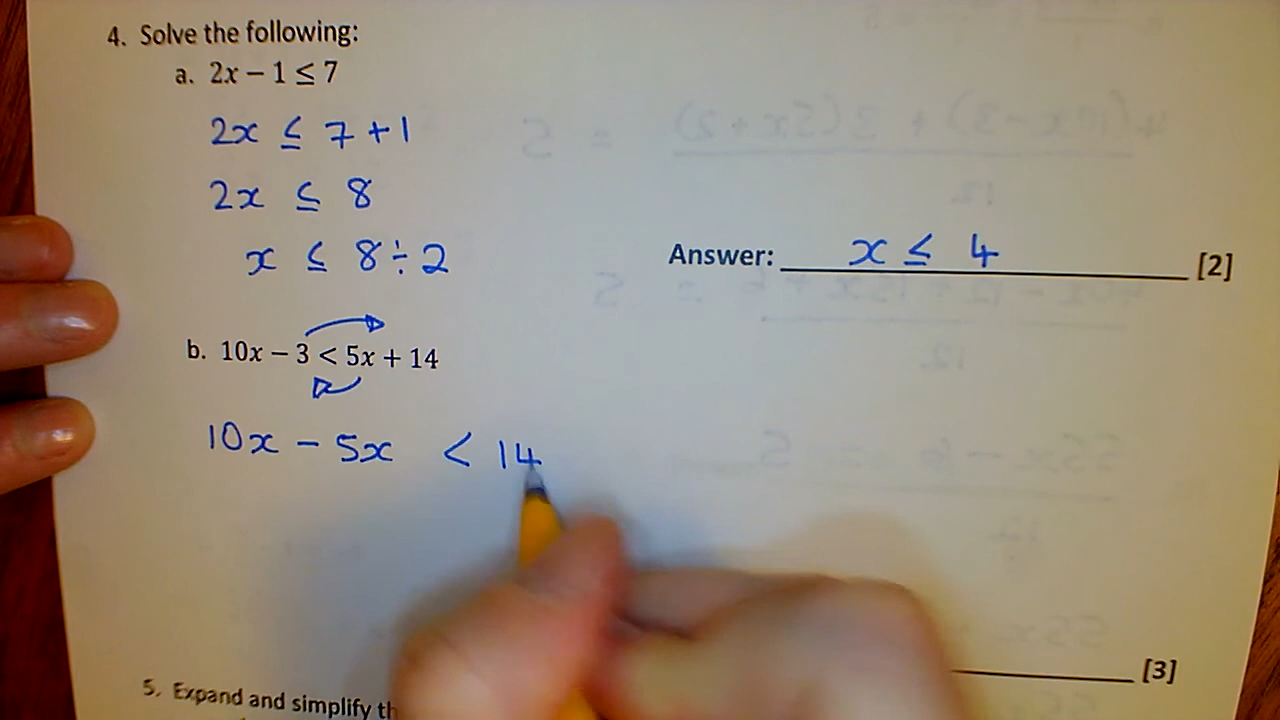 4. Solve the following:
a. 2x − 1 ≤ 7
2x ≤ 7 + 1
2x ≤ 8
x ≤ 8 ÷ 2
Answer: x ≤ 4 [2]
b. 10x − 3 < 5x + 14
10x − 5x < 14
[3]
5. Expand and simplify th